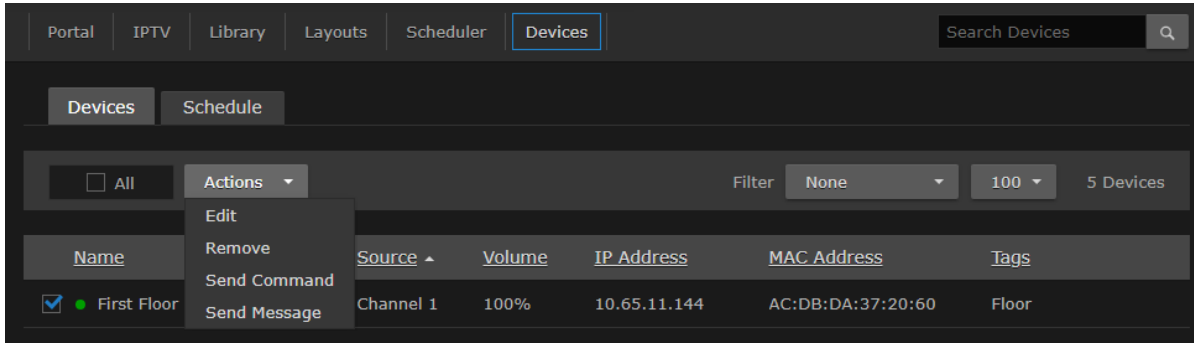 Portal IPTV Library Layouts Scheduler Devices Search Devices
Devices Schedule
All Actions Filter None 100 5 Devices
Edit
Remove
Send Command
Send Message
Name Source Volume IP Address MAC Address Tags
First Floor Channel 1 100% 10.65.11.144 AC:DB:DA:37:20:60 Floor